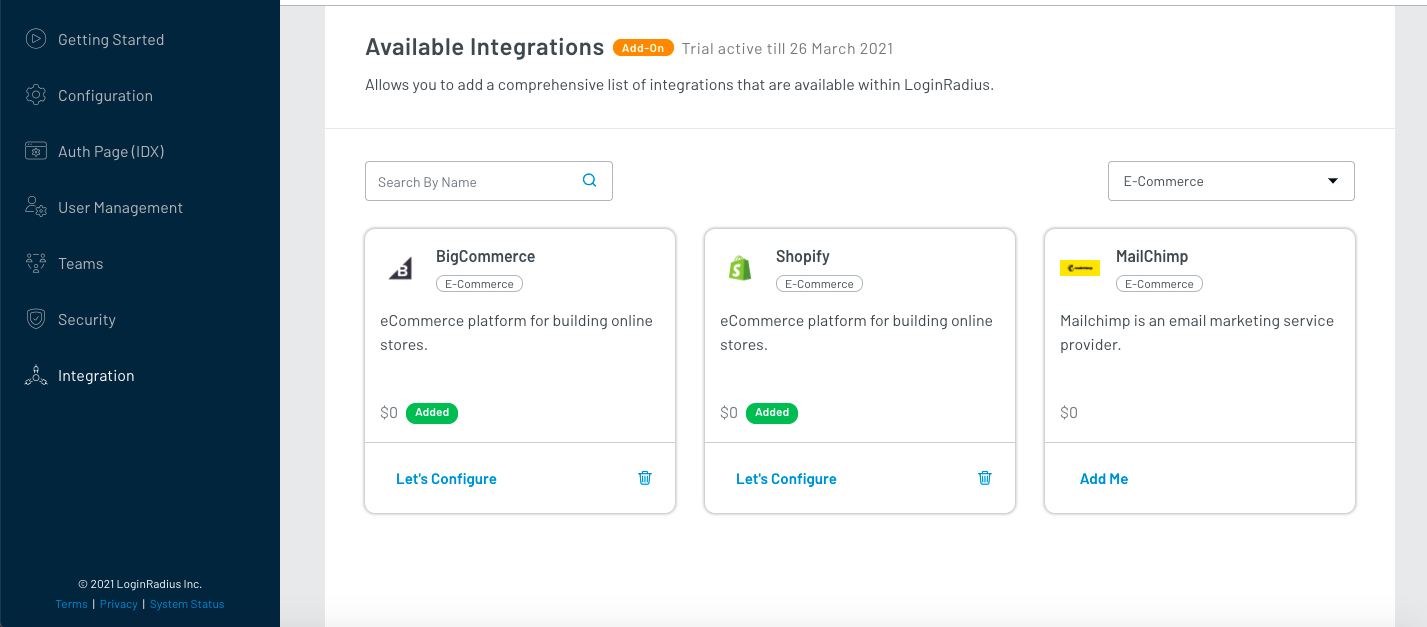 Getting Started
Configuration
Auth Page (IDX)
User Management
Teams
Security
Integration
© 2021 LoginRadius Inc.
Terms | Privacy | System Status
Available Integrations Add-On Trial active till 26 March 2021
Allows you to add a comprehensive list of integrations that are available within LoginRadius.
Search By Name
E-Commerce
BigCommerce
E-Commerce
eCommerce platform for building online
stores.
$0 Added
Let's Configure
Shopify
E-Commerce
eCommerce platform for building online
stores.
$0 Added
Let's Configure
MailChimp
E-Commerce
Mailchimp is an email marketing service
provider.
$0
Add Me